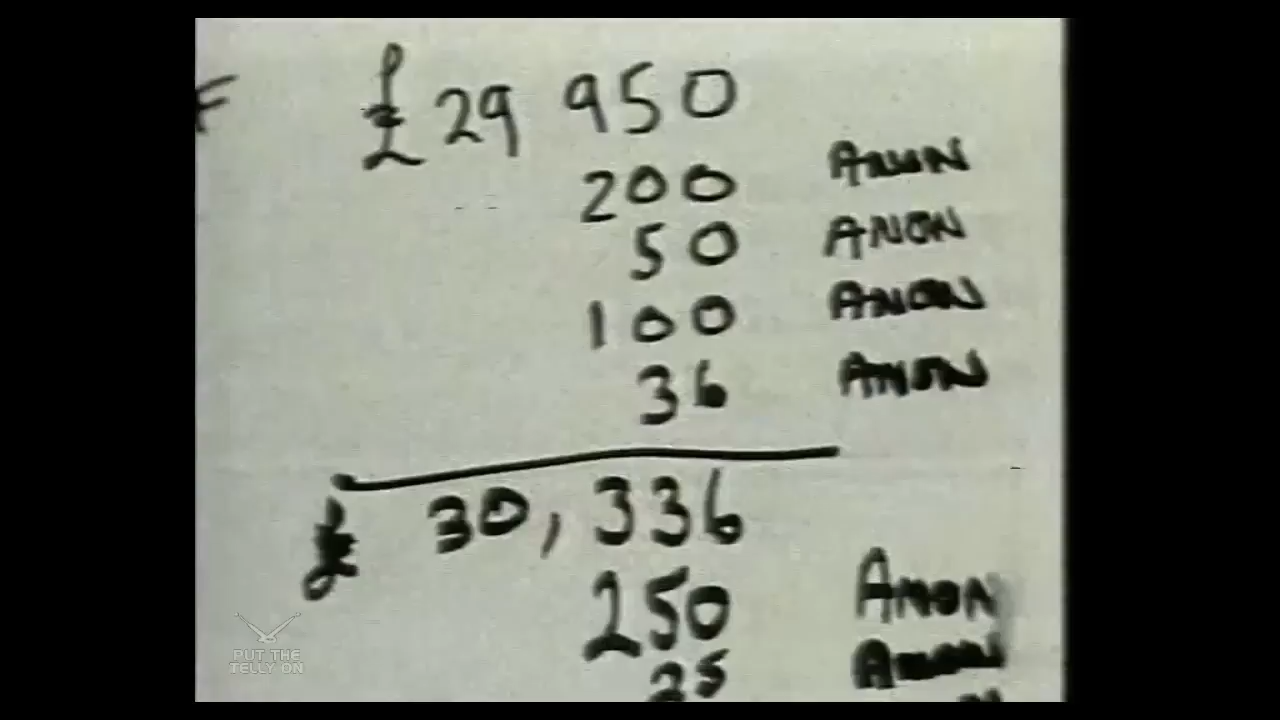 F £29 950
200 ANON
50 ANON
100 ANON
36 ANON
£ 30,336
250 ANON
25 ANON
PUT THE
TELLY ON